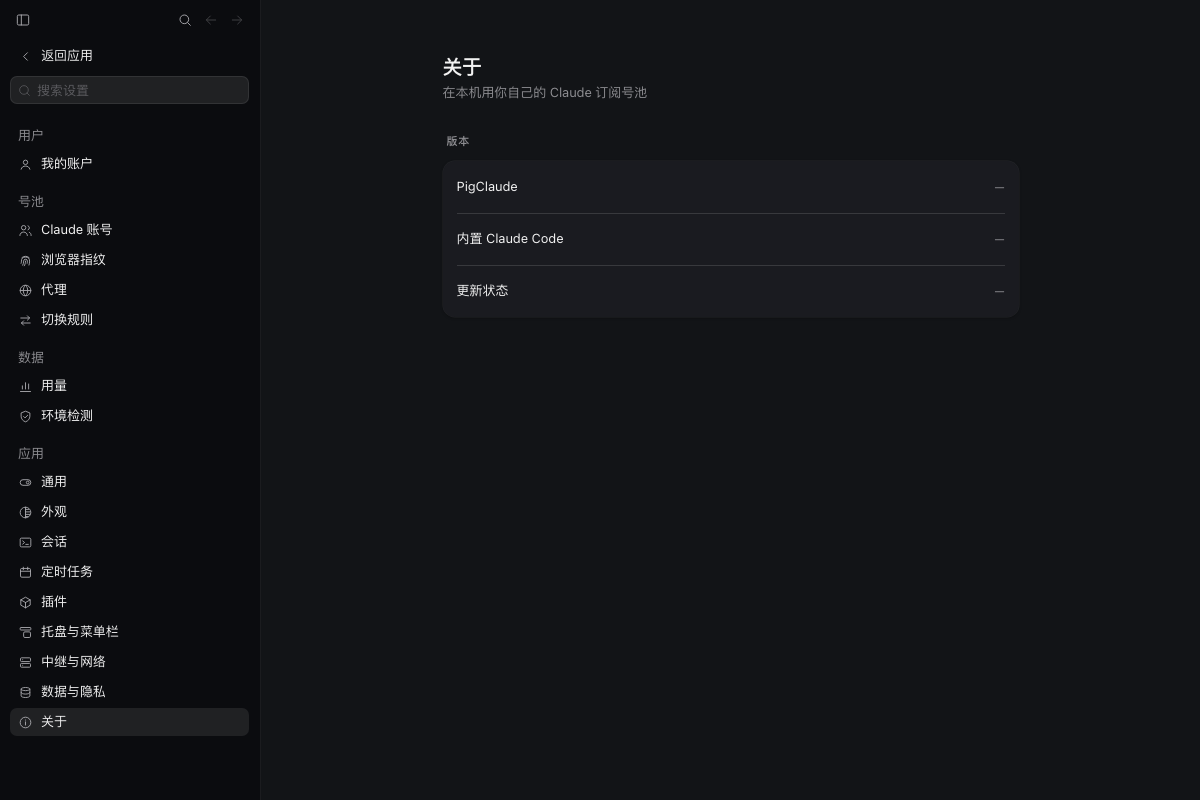 返回应用
搜索设置
用户
我的账户
号池
Claude 账号
浏览器指纹
代理
切换规则
数据
用量
环境检测
应用
通用
外观
会话
定时任务
插件
托盘与菜单栏
中继与网络
数据与隐私
关于
关于
在本机用你自己的 Claude 订阅号池
版本
PigClaude —
内置 Claude Code —
更新状态 —